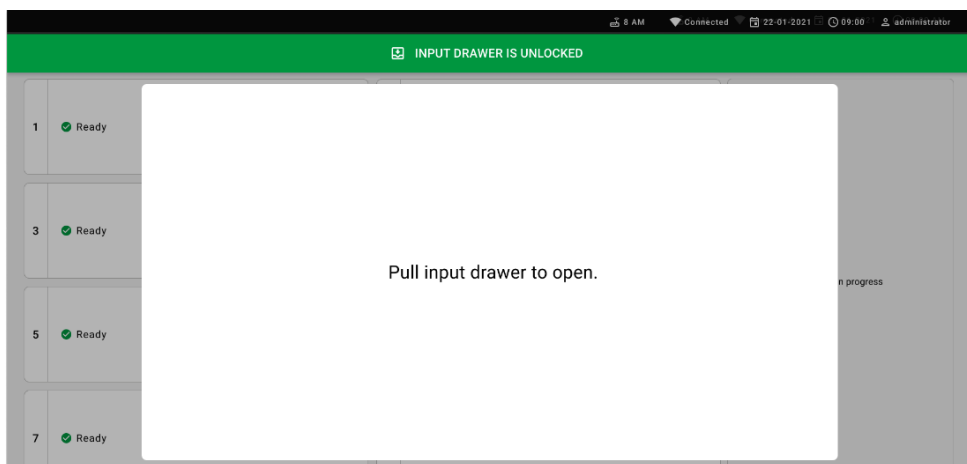 8 AM Connected 22-01-2021 09:00 administrator
INPUT DRAWER IS UNLOCKED
1 Ready
3 Ready
Pull input drawer to open.
n progress
5 Ready
7 Ready